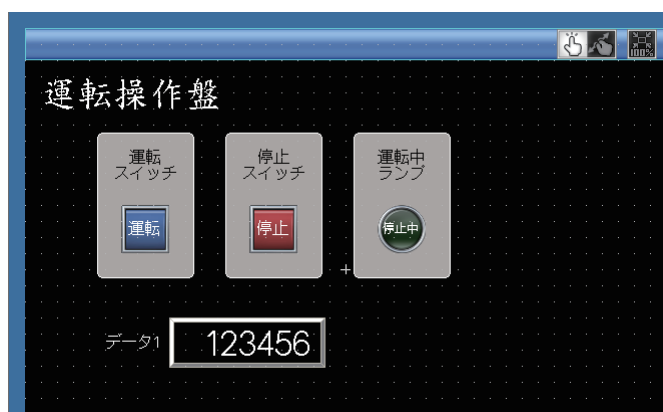 100%
運転操作盤
運転
スイッチ
停止
スイッチ
運転中
ランプ
運転
停止
停止中
データ1
123456